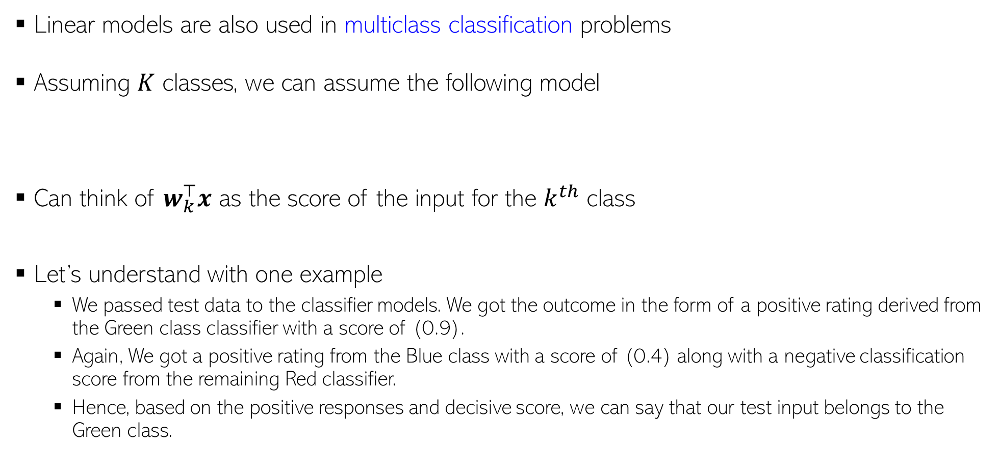 ▪ Linear models are also used in multiclass classification problems
▪ Assuming K classes, we can assume the following model
▪ Can think of w_k^⊤ x as the score of the input for the k^th class
▪ Let’s understand with one example
▪ We passed test data to the classifier models. We got the outcome in the form of a positive rating derived from
the Green class classifier with a score of (0.9).
▪ Again, We got a positive rating from the Blue class with a score of (0.4) along with a negative classification
score from the remaining Red classifier.
▪ Hence, based on the positive responses and decisive score, we can say that our test input belongs to the
Green class.